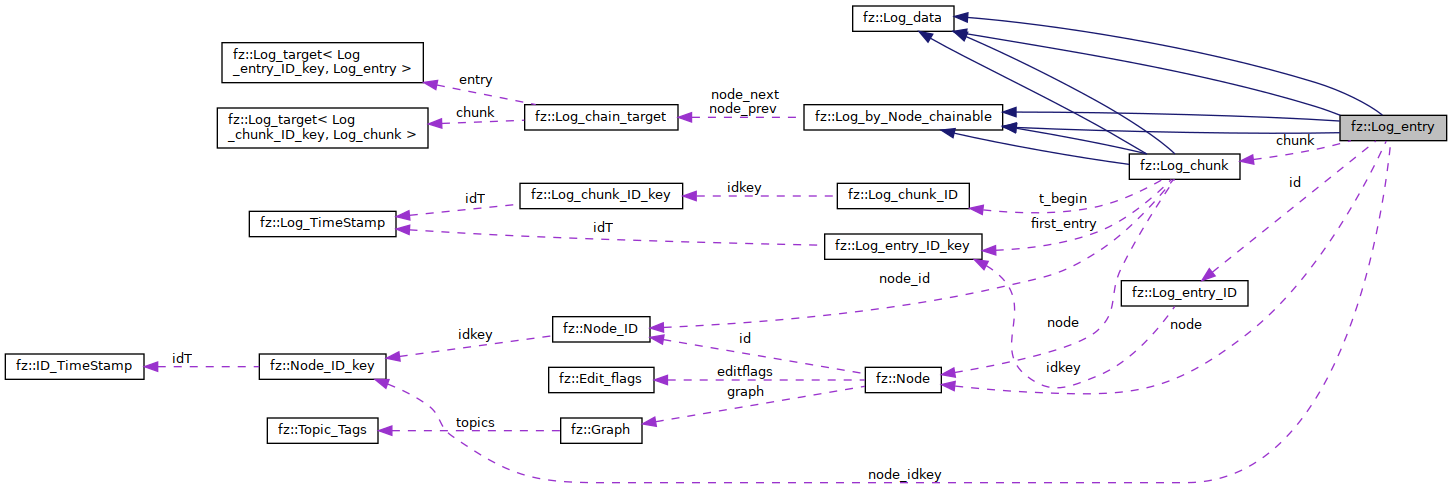 fz::Log_data
fz::Log_target< Log
_entry_ID_key, Log_entry >
entry
node_next
node_prev
fz::Log_target< Log
_chunk_ID_key, Log_chunk >
chunk
fz::Log_chain_target
fz::Log_by_Node_chainable
fz::Log_entry
chunk
fz::Log_chunk
id
idkey
fz::Log_chunk_ID_key
fz::Log_chunk_ID
t_begin
idT
fz::Log_TimeStamp
first_entry
idT
fz::Log_entry_ID_key
node_id
fz::Log_entry_ID
fz::Node_ID
node
node
idkey
id
fz::ID_TimeStamp
idT
fz::Node_ID_key
idkey
fz::Edit_flags
editflags
fz::Node
graph
fz::Topic_Tags
topics
fz::Graph
node_idkey